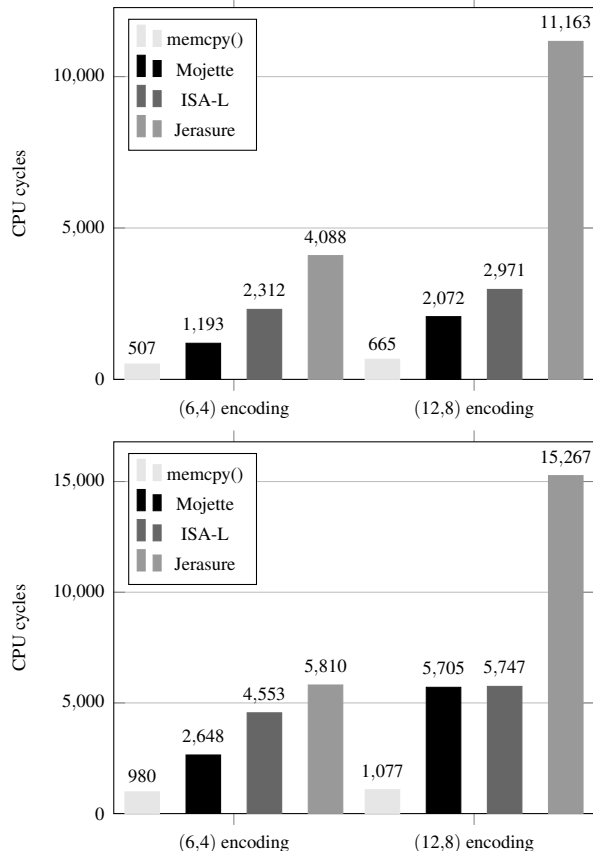 11,163
memcpy()
Mojette
ISA-L
Jerasure
10,000
CPU cycles
5,000
4,088
2,971
2,312
2,072
1,193
665
507
0
(6,4) encoding
(12,8) encoding
15,267
memcpy()
Mojette
ISA-L
Jerasure
15,000
10,000
CPU cycles
5,810
5,705
5,747
5,000
4,553
2,648
1,077
980
0
(6,4) encoding
(12,8) encoding